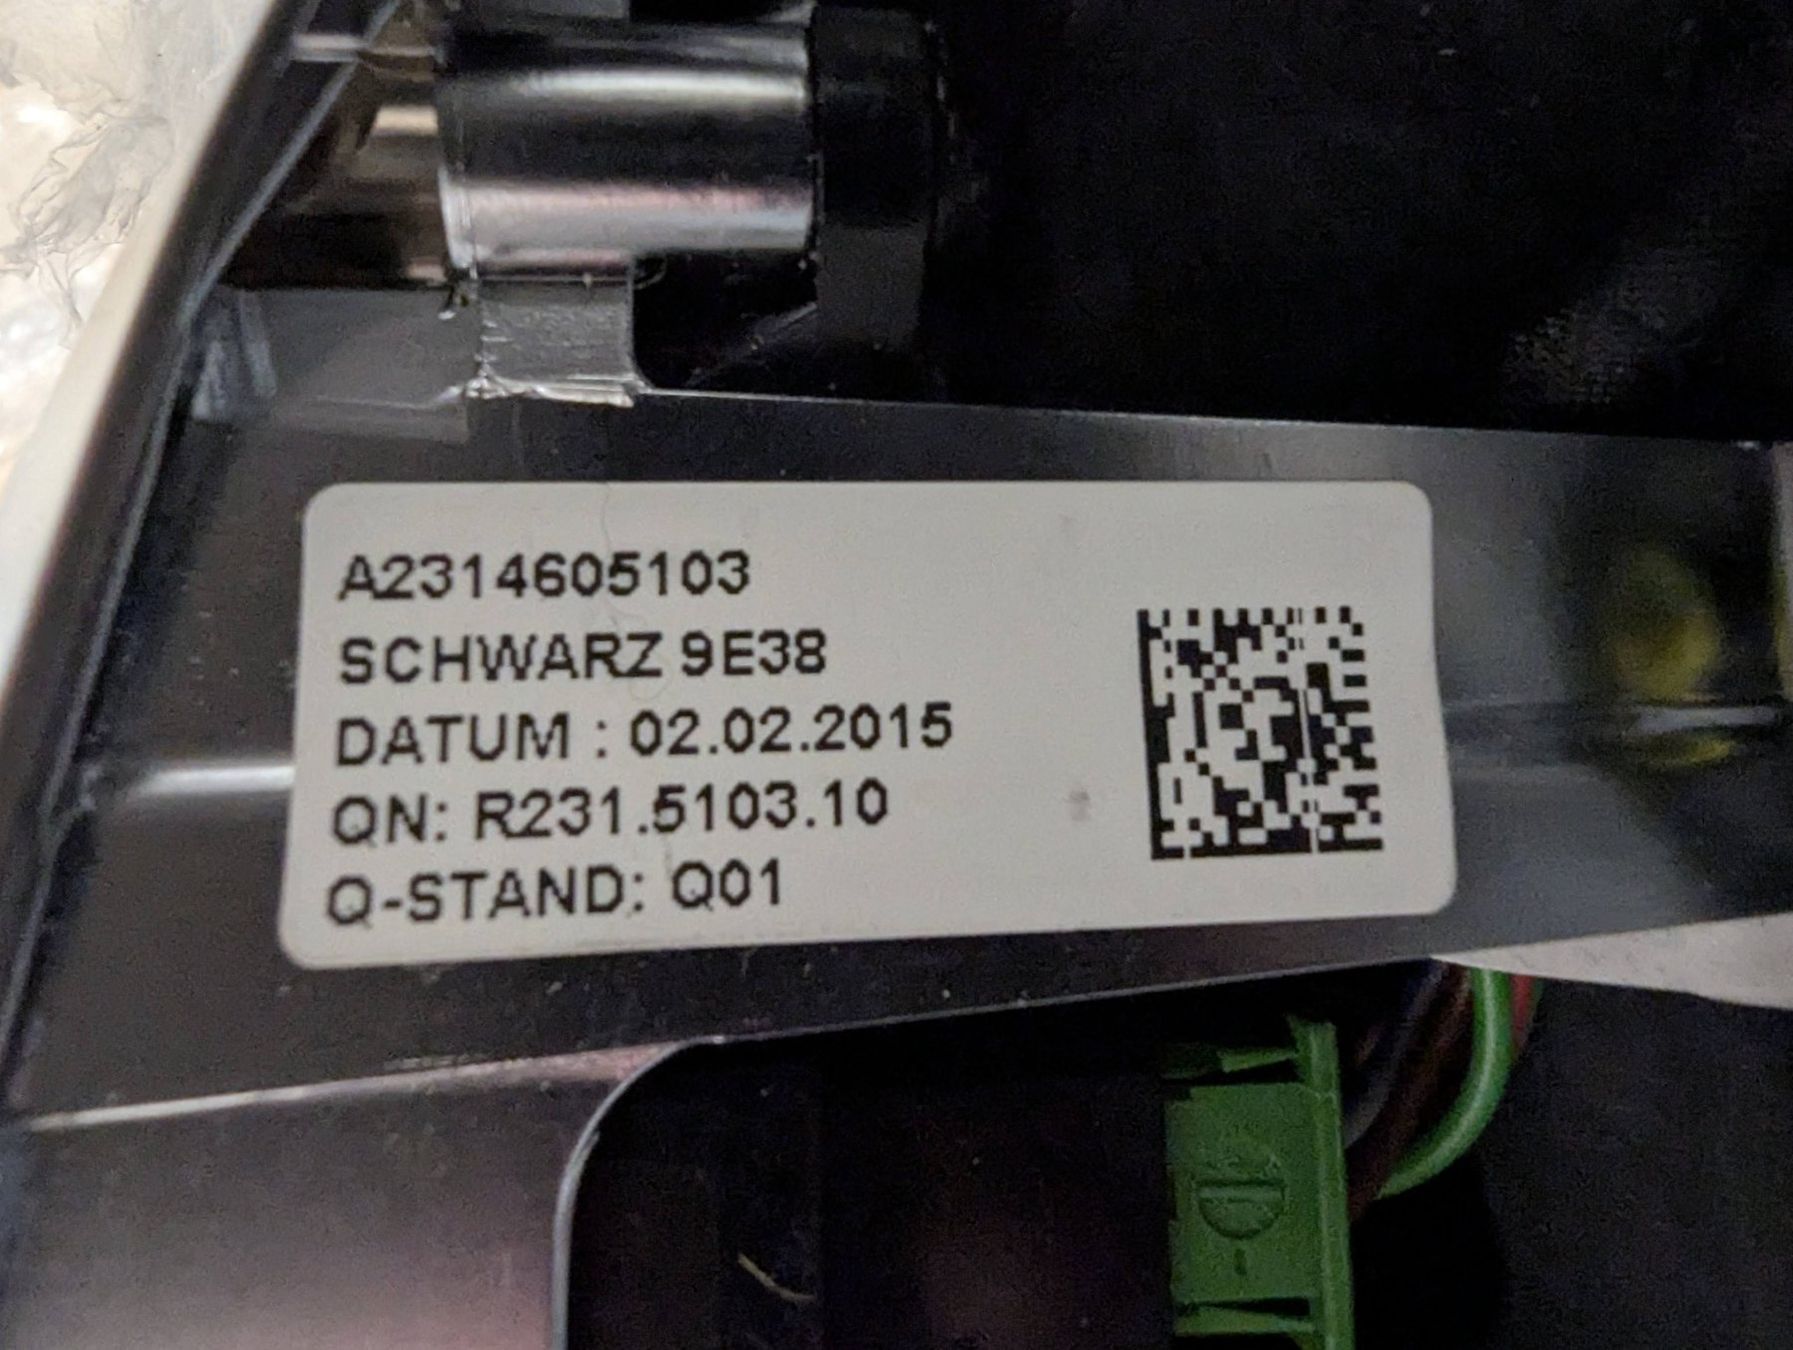 A2314605103
SCHWARZ 9E38
DATUM : 02.02.2015
QN: R231.5103.10
Q-STAND: Q01